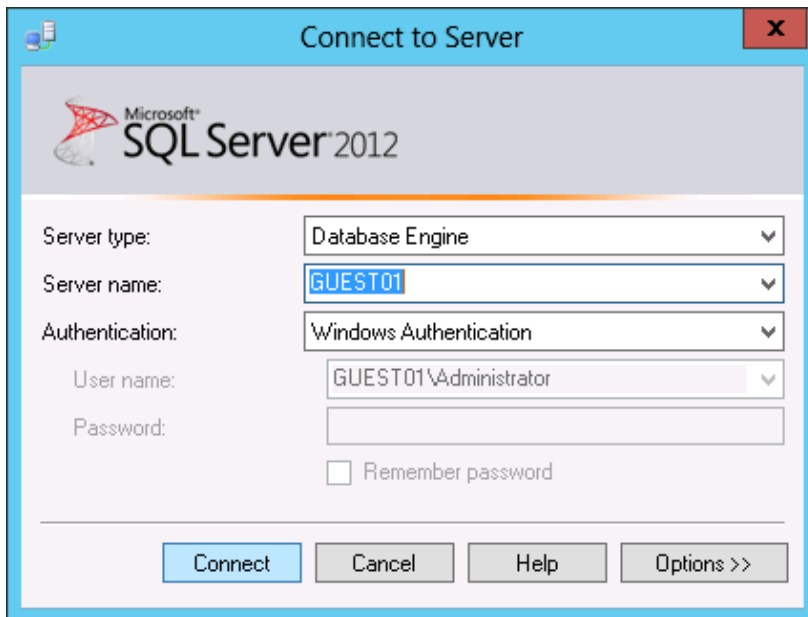 Connect to Server
x
Microsoft®
SQL Server® 2012
Server type: Database Engine
Server name: GUEST01
Authentication: Windows Authentication
User name: GUEST01\Administrator
Password:
Remember password
Connect Cancel Help Options >>